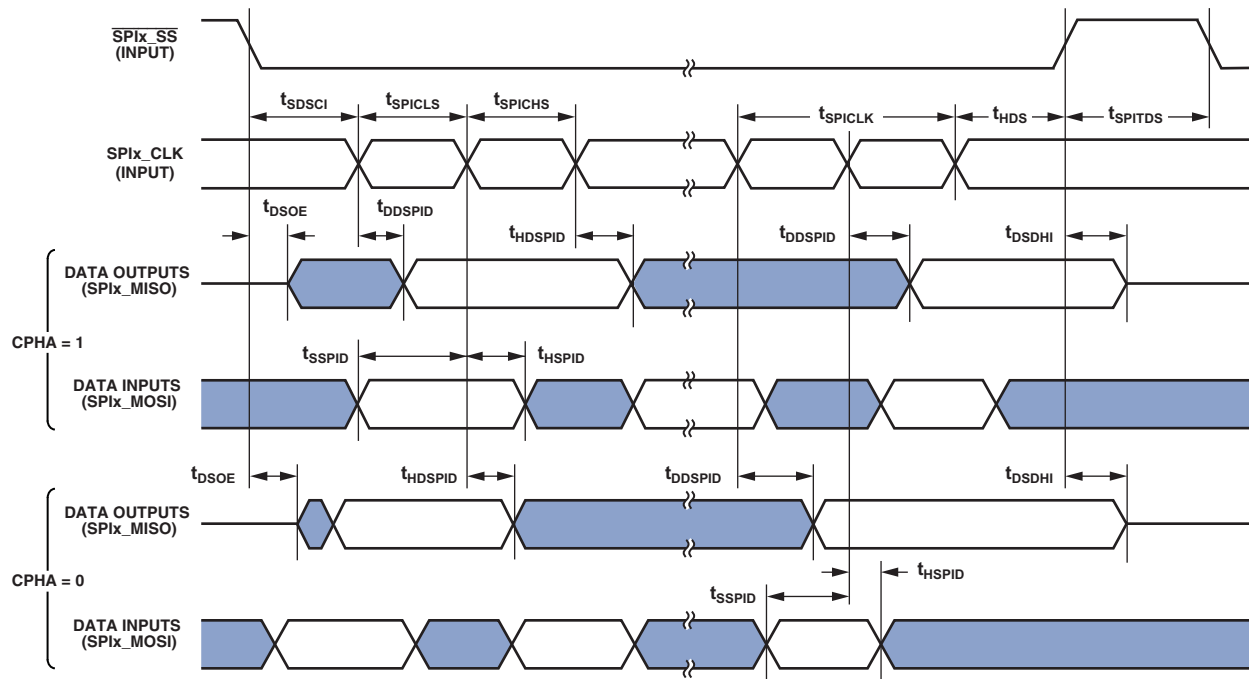 SPIx_SS
(INPUT)
tSDSCI
tSPICLS
tSPICHS
tSPICLK
tHDS
tSPITDS
SPIx_CLK
(INPUT)
tDSOE
tDDSPID
tHDSPID
tDDSPID
tDSDHI
DATA OUTPUTS
(SPIx_MISO)
CPHA = 1
tSSPID
tHSPID
DATA INPUTS
(SPIx_MOSI)
tDSOE
tHDSPID
tDDSPID
tDSDHI
DATA OUTPUTS
(SPIx_MISO)
CPHA = 0
tHSPID
tSSPID
DATA INPUTS
(SPIx_MOSI)